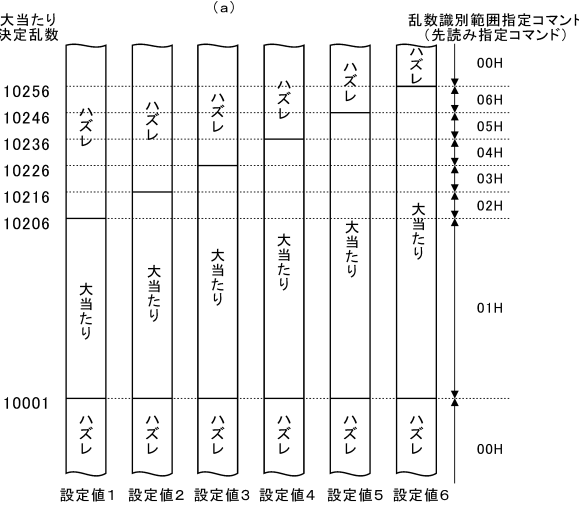 (a)
大当たり
決定乱数
乱数識別範囲指定コマンド
(先読み指定コマンド)
10256
10246
10236
10226
10216
10206
10001
ハズレ
大当たり
ハズレ
ハズレ
大当たり
ハズレ
ハズレ
大当たり
ハズレ
ハズレ
大当たり
ハズレ
ハズレ
大当たり
ハズレ
ハズレ
大当たり
ハズレ
00H
06H
05H
04H
03H
02H
01H
00H
設定値1 設定値2 設定値3 設定値4 設定値5 設定値6